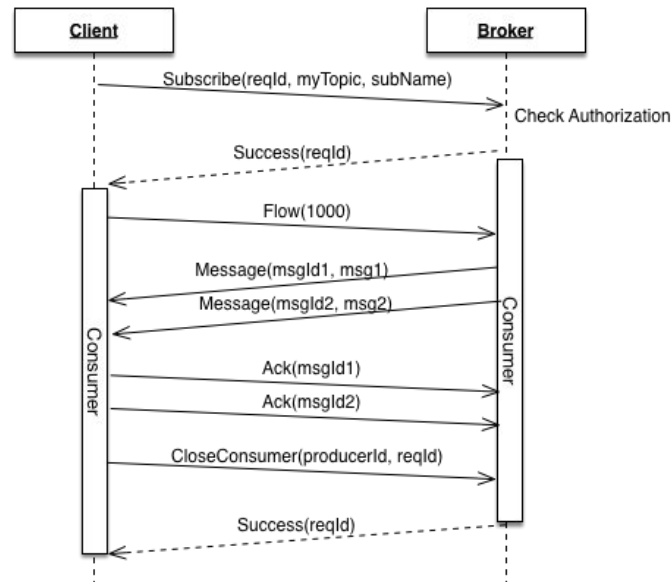 Client
Broker
Subscribe(reqId, myTopic, subName)
Check Authorization
Success(reqId)
Flow(1000)
Message(msgId1, msg1)
Message(msgId2, msg2)
Consumer
Consumer
Ack(msgId1)
Ack(msgId2)
CloseConsumer(producerId, reqId)
Success(reqId)